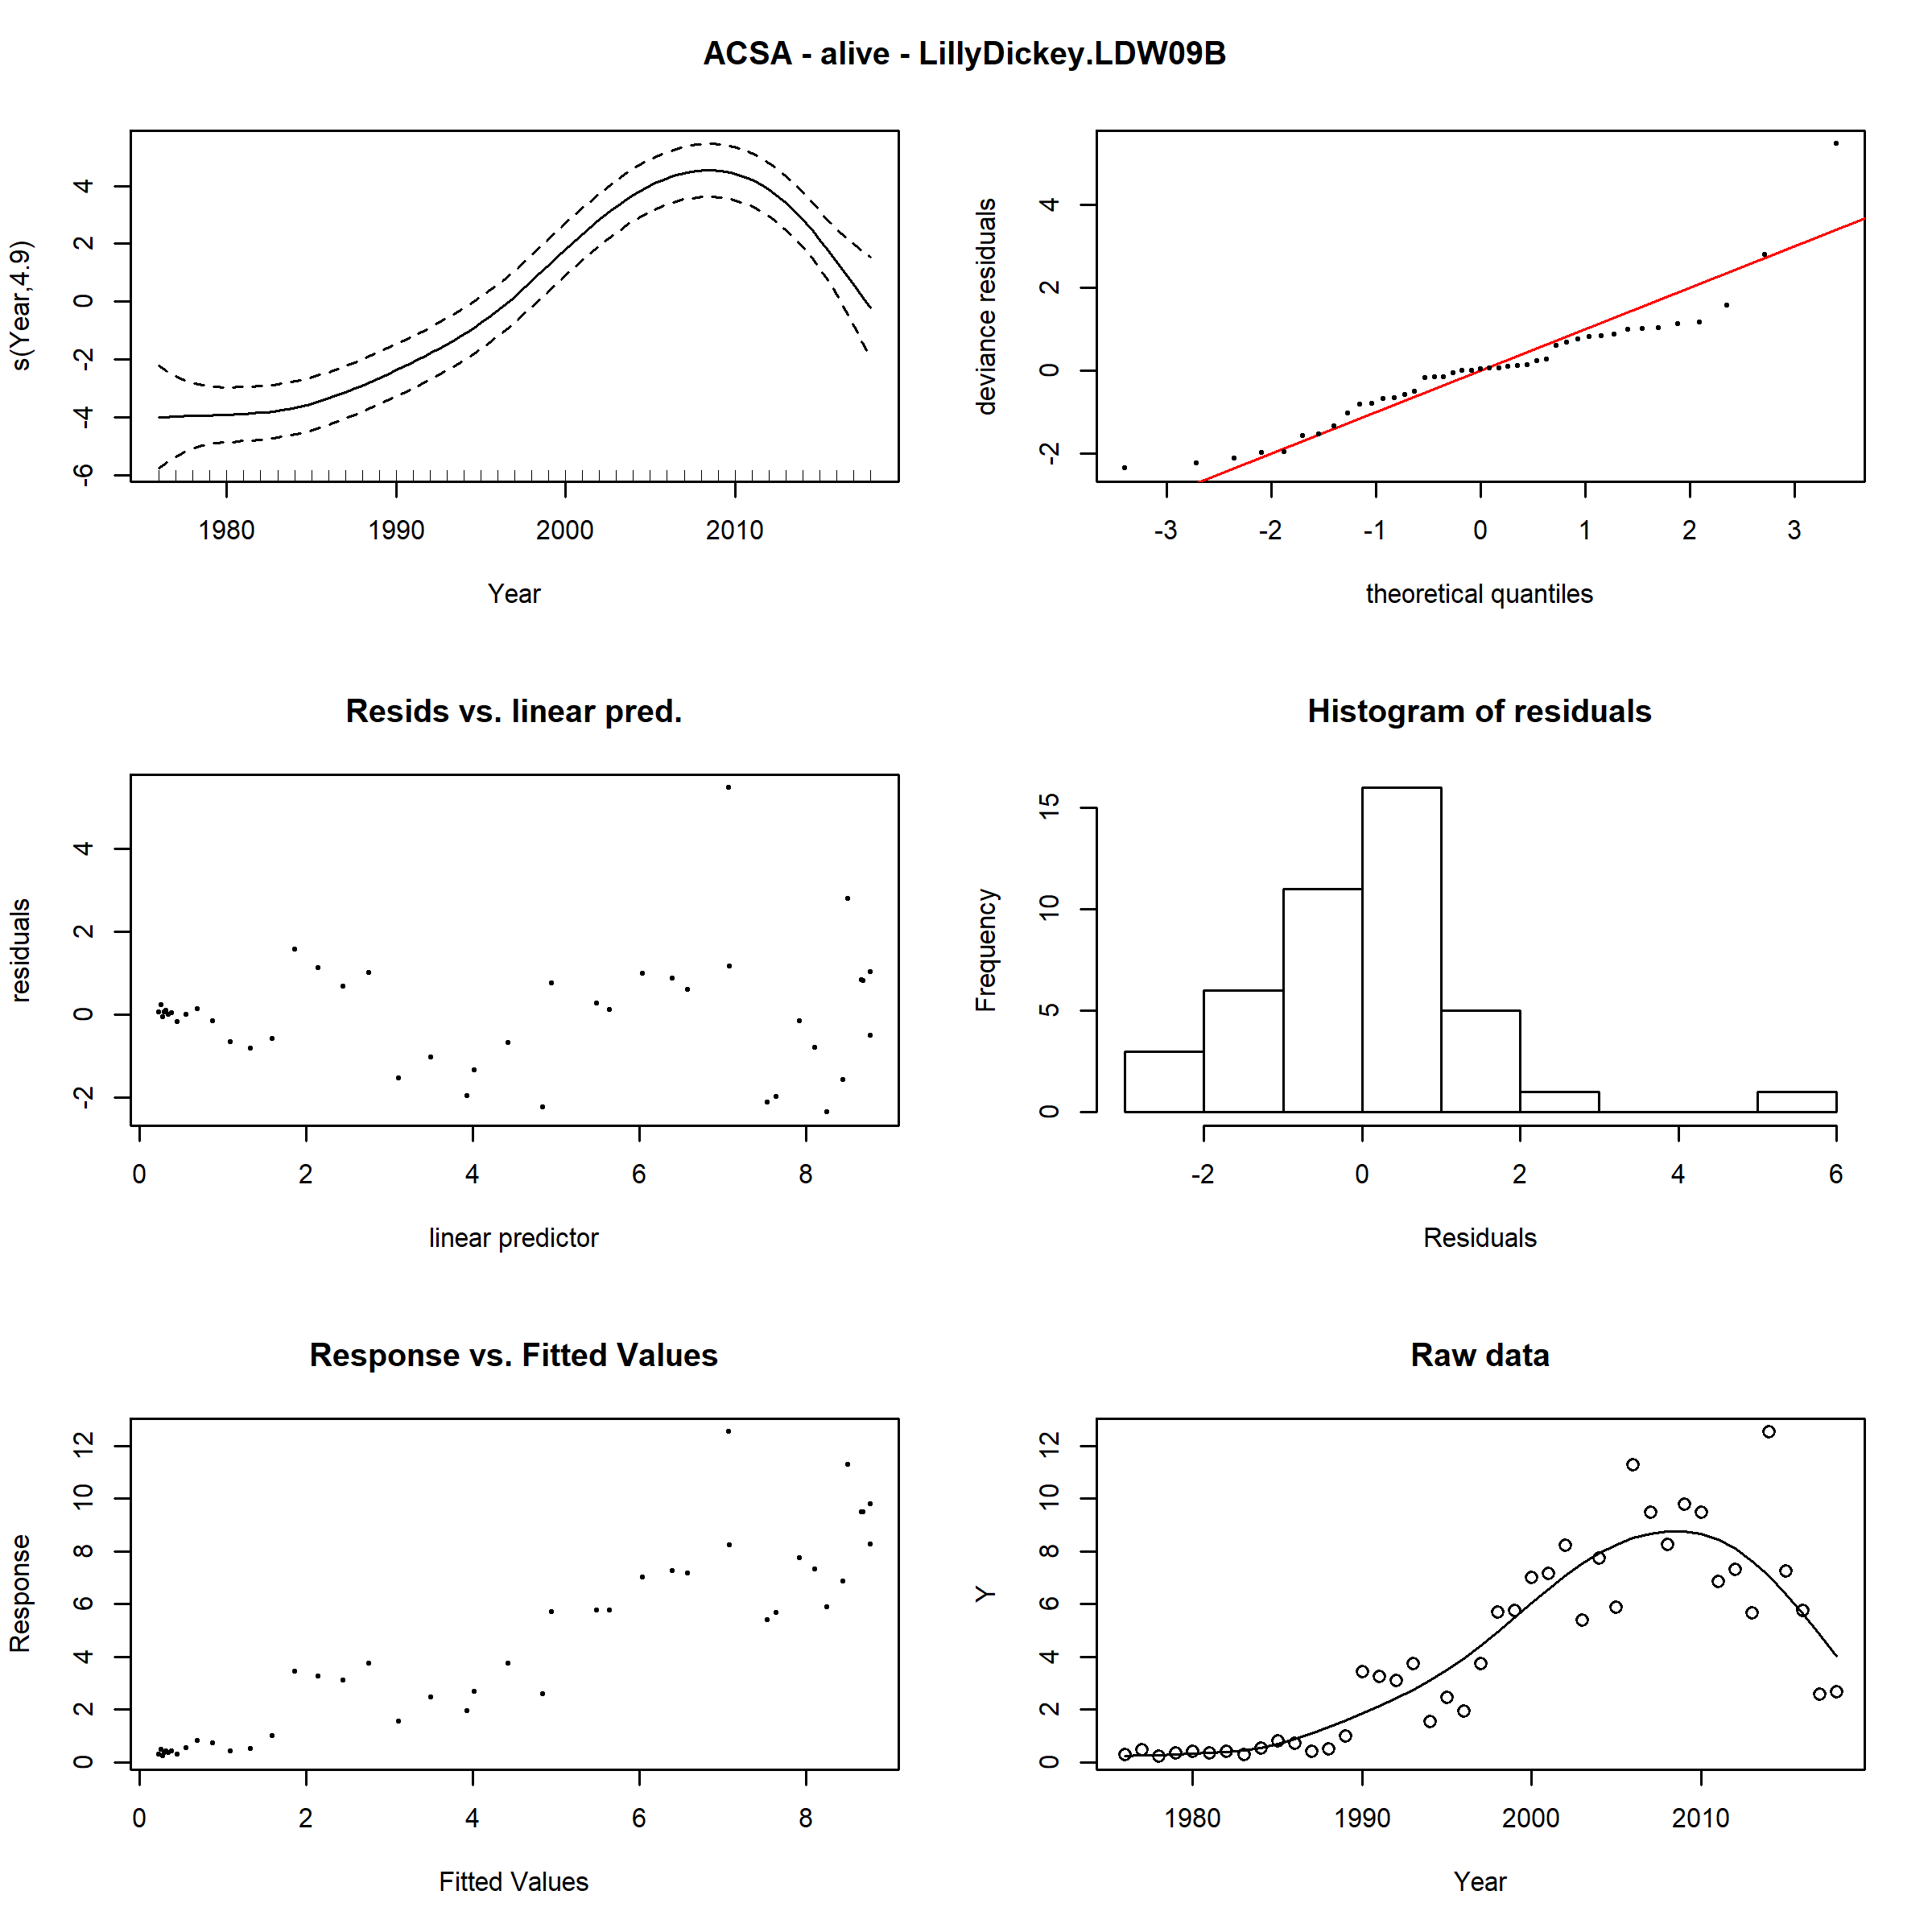 ACSA - alive - LillyDickey.LDW09B
s(Year,4.9)
4
2
0
-2
-4
-6
1980 1990 2000 2010
Year
deviance residuals
4
2
0
-2
-3 -2 -1 0 1 2 3
theoretical quantiles
Resids vs. linear pred.
residuals
4
2
0
-2
0 2 4 6 8
linear predictor
Histogram of residuals
Frequency
15
10
5
0
-2 0 2 4 6
Residuals
Response vs. Fitted Values
Response
12
10
8
6
4
2
0
0 2 4 6 8
Fitted Values
Raw data
Y
12
10
8
6
4
2
0
1980 1990 2000 2010
Year